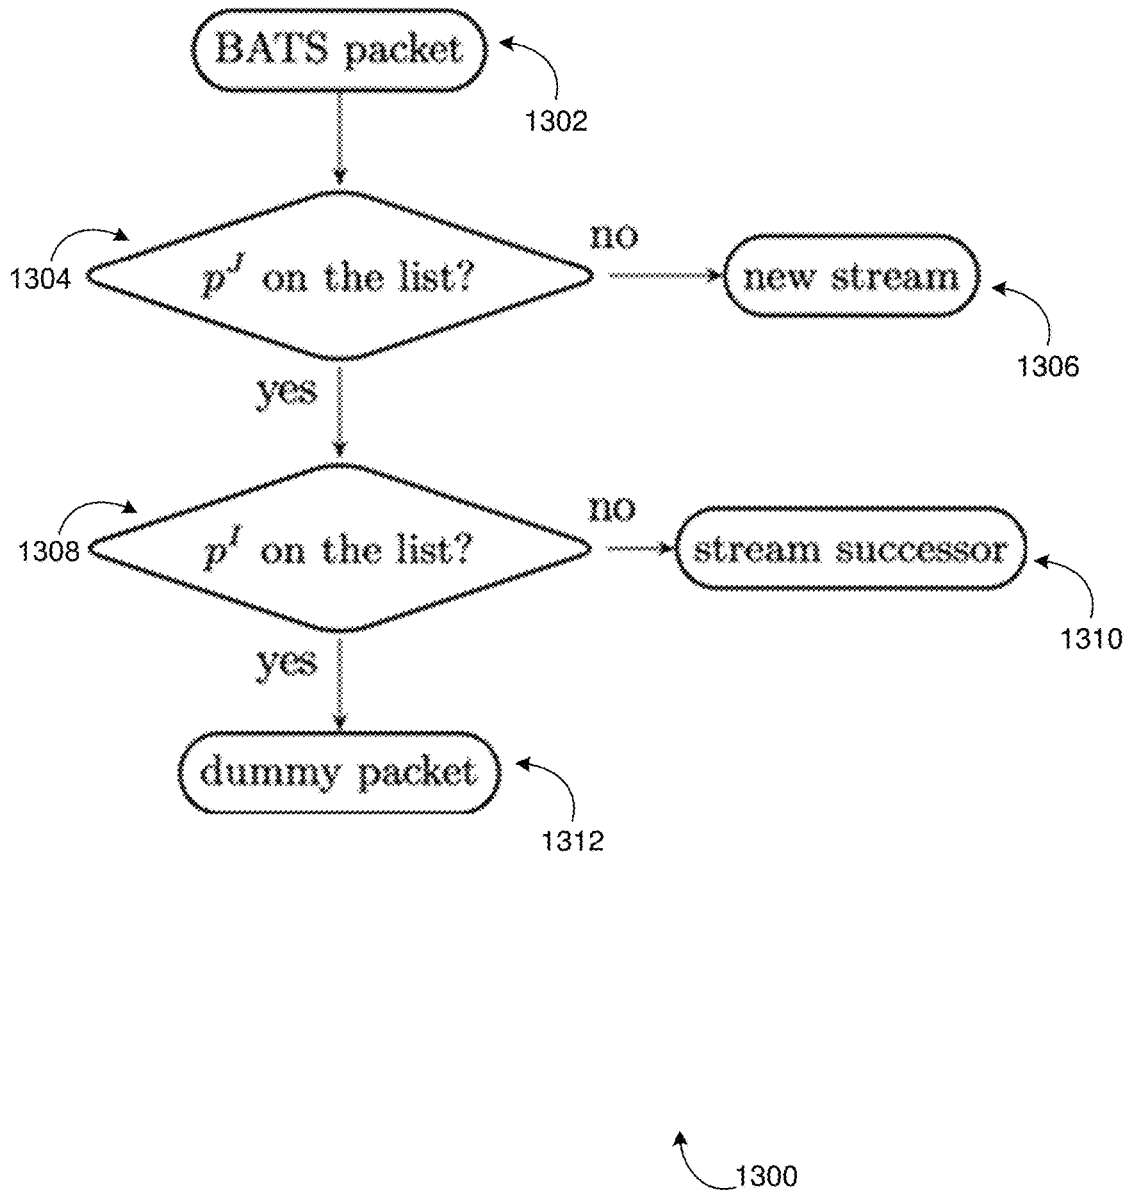 BATS packet
1302
1304
p^J on the list?
no
new stream
1306
yes
1308
p^I on the list?
no
stream successor
1310
yes
dummy packet
1312
1300